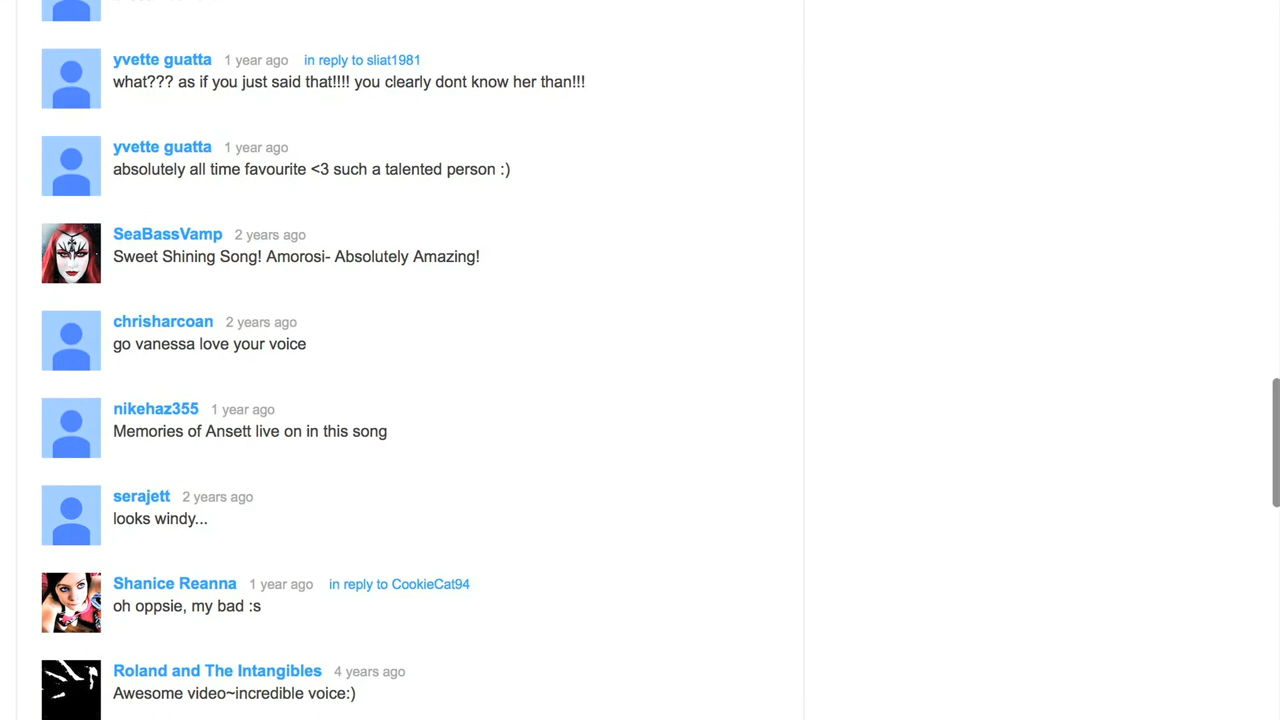 yvette guatta 1 year ago in reply to sliat1981
what??? as if you just said that!!!! you clearly dont know her than!!!
yvette guatta 1 year ago
absolutely all time favourite <3 such a talented person :)
SeaBassVamp 2 years ago
Sweet Shining Song! Amorosi- Absolutely Amazing!
chrisharcoan 2 years ago
go vanessa love your voice
nikehaz355 1 year ago
Memories of Ansett live on in this song
serajett 2 years ago
looks windy...
Shanice Reanna 1 year ago in reply to CookieCat94
oh oppsie, my bad :s
Roland and The Intangibles 4 years ago
Awesome video~incredible voice:)